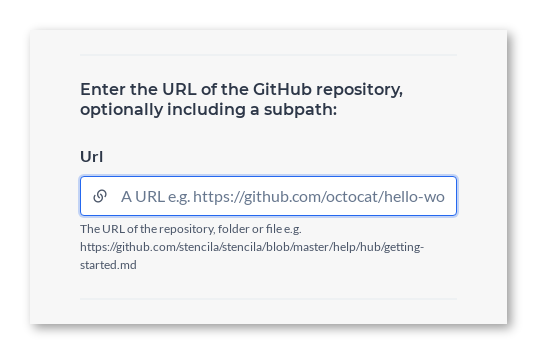 Enter the URL of the GitHub repository,
optionally including a subpath:
Url
A URL e.g. https://github.com/octocat/hello-wo
The URL of the repository, folder or file e.g.
https://github.com/stencila/stencila/blob/master/help/hub/getting-
started.md